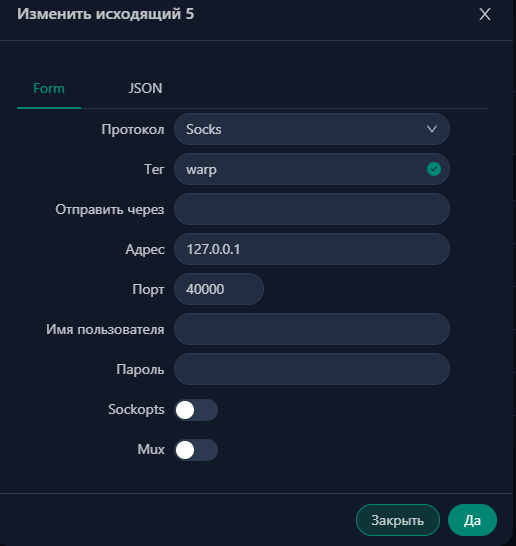 Изменить исходящий 5
Form JSON
Протокол Socks
Тег warp
Отправить через
Адрес 127.0.0.1
Порт 40000
Имя пользователя
Пароль
Sockopts
Mux
Закрыть Да